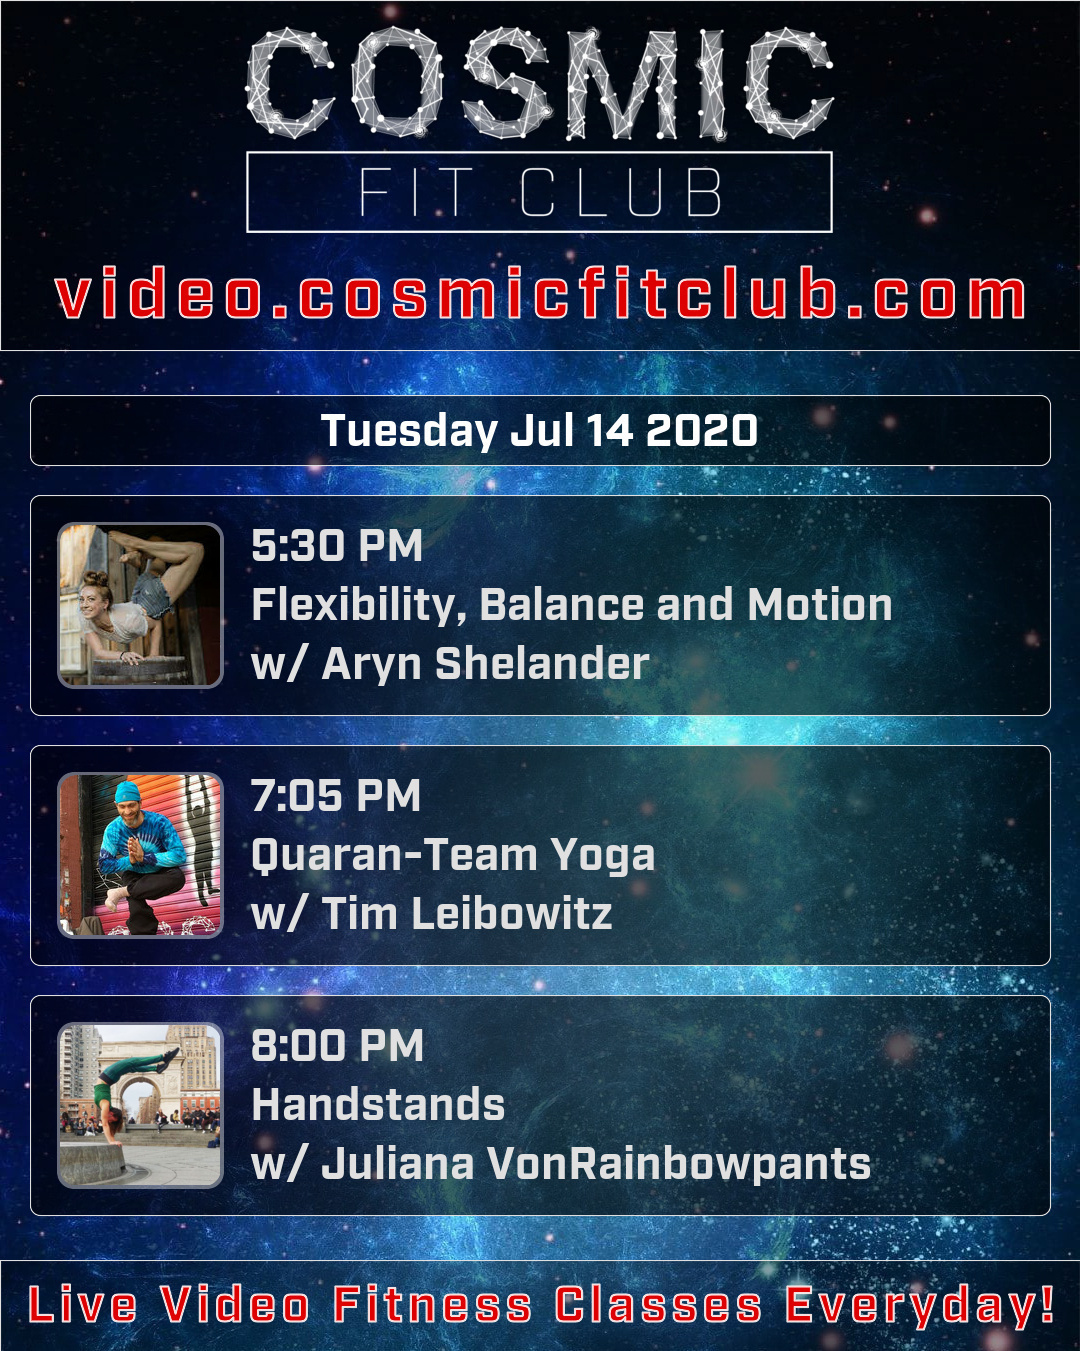 COSMIC
FIT CLUB
video.cosmicfitclub.com
Tuesday Jul 14 2020
5:30 PM
Flexibility, Balance and Motion
w/ Aryn Shelander
7:05 PM
Quaran-Team Yoga
w/ Tim Leibowitz
8:00 PM
Handstands
w/ Juliana VonRainbowpants
Live Video Fitness Classes Everyday!